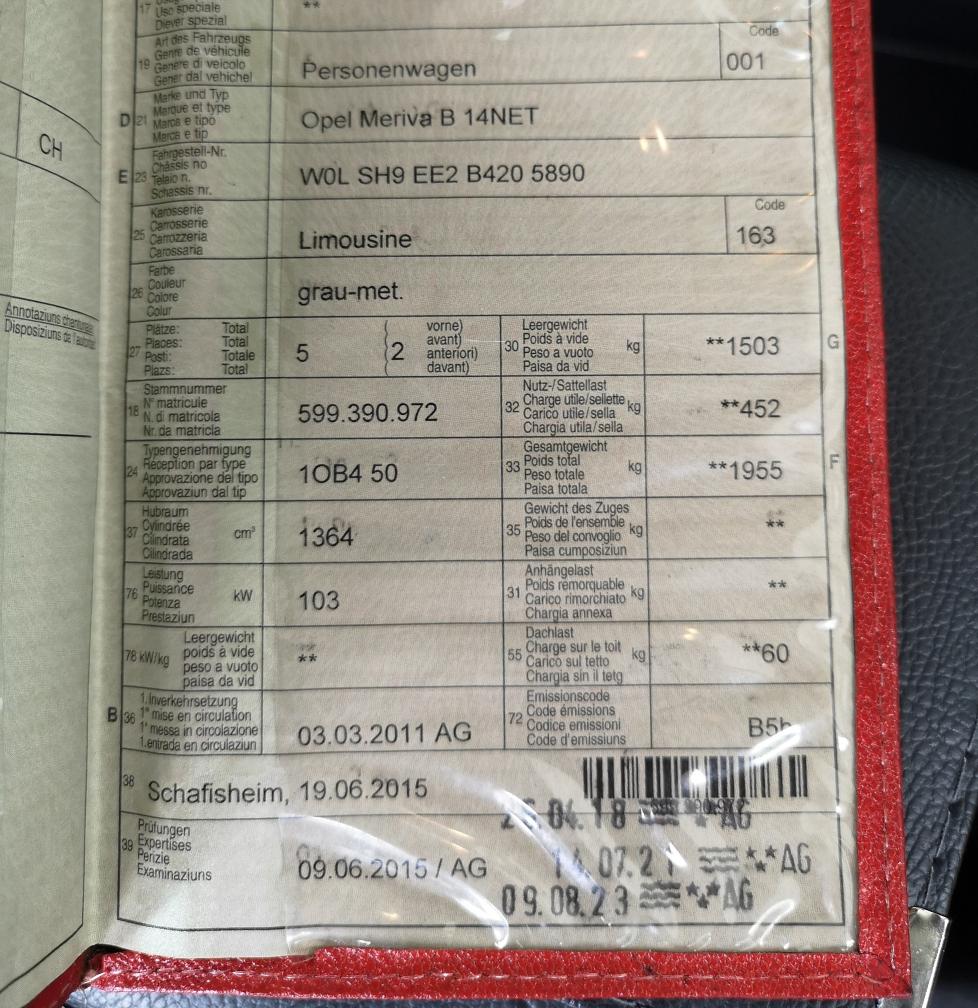 17 Uso speciale
Diever spezial
**
Art des Fahrzeugs
Genre de véhicule
19 Genere di veicolo
Gener dal vehichel
Personenwagen
Code
001
CH
Marke und Typ
D 21 Marque et type
Marca e tipo
Marca e tip
Opel Meriva B 14NET
Fahrgestell-Nr.
Châssis no
E 23 Telaio n.
Schassis nr.
W0L SH9 EE2 B420 5890
Karosserie
Carrosserie
25 Carrozzeria
Carossaria
Limousine
Code
163
Farbe
Couleur
26 Colore
Colur
grau-met.
Annotaziuns chantunalas
Disposiziuns da l'autoritad
Plätze: Total
Places: Total
27 Posti: Totale
Plazs: Total
5
2
vorne)
avant)
anteriori)
davant)
Leergewicht
30 Poids à vide kg
Peso a vuoto
Paisa da vid
**1503
G
Stammnummer
18 N° matricule
N. di matricola
Nr. da matricla
599.390.972
Nutz-/Sattellast
32 Charge utile/sellette kg
Carico utile/sella
Chargia utila/sella
**452
Typengenehmigung
24 Réception par type
Approvazione del tipo
Approvaziun dal tip
1OB4 50
Gesamtgewicht
33 Poids total kg
Peso totale
Paisa totala
**1955
F
Hubraum
37 Cylindrée cm³
Cilindrata
Cilindrada
1364
Gewicht des Zuges
35 Poids de l'ensemble kg
Peso del convoglio
Paisa cumposiziun
**
Leistung
76 Puissance kW
Potenza
Prestaziun
103
Anhängelast
31 Poids remorquable kg
Carico rimorchiato
Chargia annexa
**
Leergewicht
78 kW/kg poids à vide
peso a vuoto
paisa da vid
**
Dachlast
55 Charge sur le toit kg
Carico sul tetto
Chargia sin il tetg
**60
1. Inverkehrsetzung
B 36 1re mise en circulation
1a messa in circolazione
1. entrada en circulaziun
03.03.2011 AG
Emissionscode
72 Code émissions
Codice emissioni
Code d'emissiuns
B5b
38 Schafisheim, 19.06.2015
26.04.18 AG
Prüfungen
39 Expertises
Perizie
Examinaziuns
09.06.2015 / AG
14.07.21 AG
09.08.23 AG